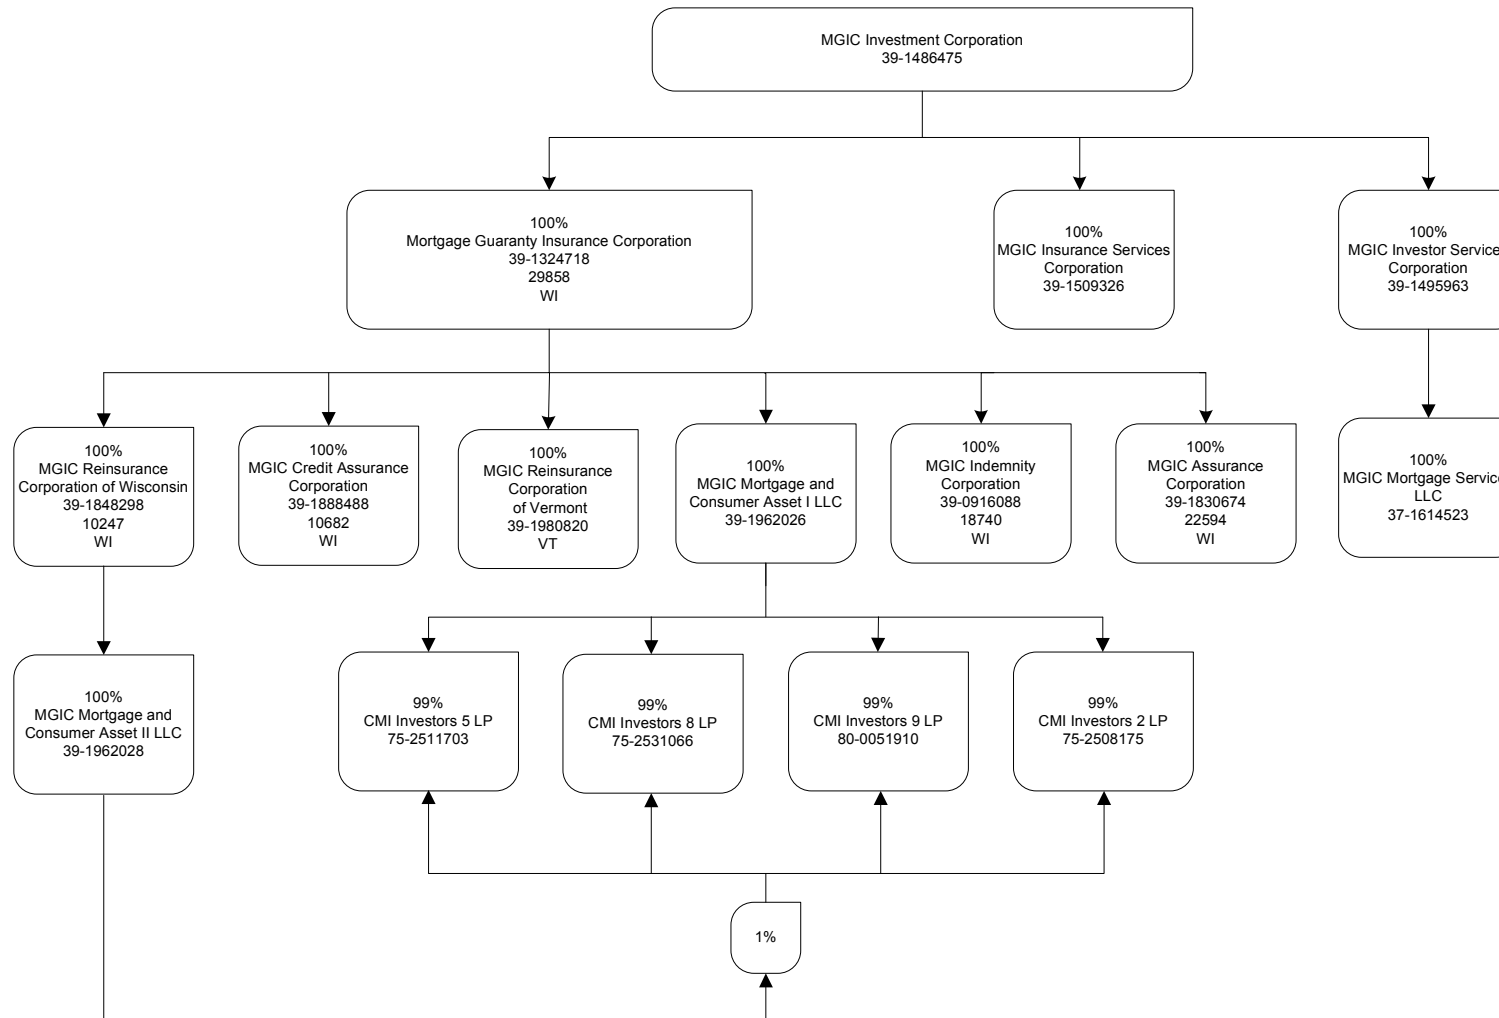 MGIC Investment Corporation
39-1486475
100%
Mortgage Guaranty Insurance Corporation
39-1324718
29858
WI
100%
MGIC Insurance Services
Corporation
39-1509326
100%
MGIC Investor Service
Corporation
39-1495963
100%
MGIC Reinsurance
Corporation of Wisconsin
39-1848298
10247
WI
100%
MGIC Credit Assurance
Corporation
39-1888488
10682
WI
100%
MGIC Reinsurance
Corporation
of Vermont
39-1980820
VT
100%
MGIC Mortgage and
Consumer Asset I LLC
39-1962026
100%
MGIC Indemnity
Corporation
39-0916088
18740
WI
100%
MGIC Assurance
Corporation
39-1830674
22594
WI
100%
MGIC Mortgage Service
LLC
37-1614523
100%
MGIC Mortgage and
Consumer Asset II LLC
39-1962028
99%
CMI Investors 5 LP
75-2511703
99%
CMI Investors 8 LP
75-2531066
99%
CMI Investors 9 LP
80-0051910
99%
CMI Investors 2 LP
75-2508175
1%